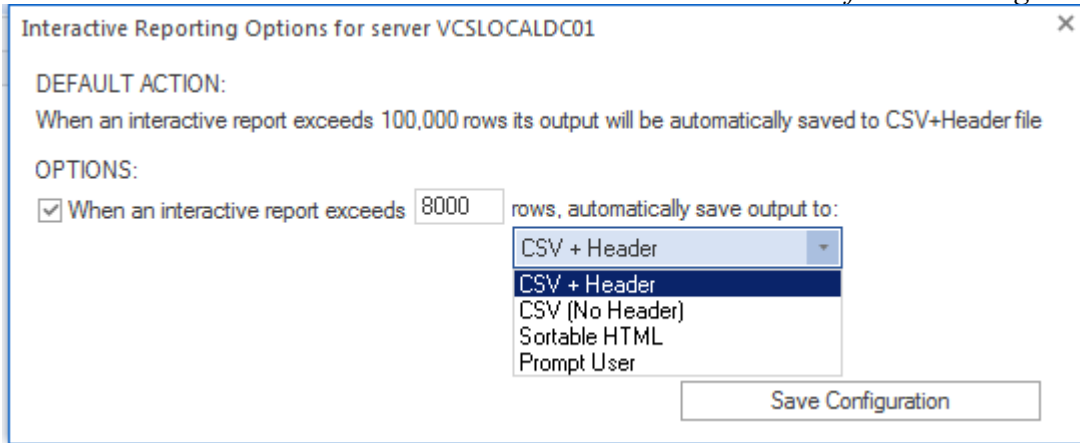 Interactive Reporting Options for server VCSLOCALDC01
DEFAULT ACTION:
When an interactive report exceeds 100,000 rows its output will be automatically saved to CSV+Header file
OPTIONS:
When an interactive report exceeds 8000 rows, automatically save output to:
CSV + Header
CSV + Header
CSV (No Header)
Sortable HTML
Prompt User
Save Configuration